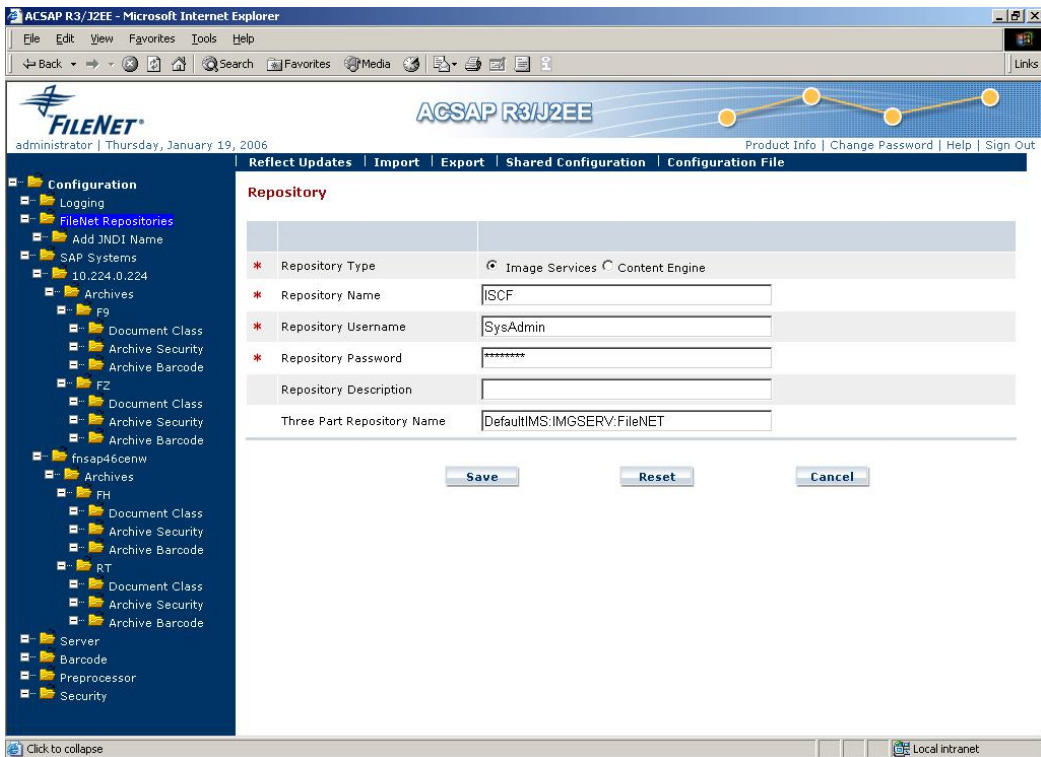 ACSAP R3/J2EE - Microsoft Internet Explorer
File Edit View Favorites Tools Help
Back Search Favorites Media Links
FILENET
ACSAP R3/J2EE
administrator | Thursday, January 19, 2006 Product Info | Change Password | Help | Sign Out
| Reflect Updates | Import | Export | Shared Configuration | Configuration File
Configuration
Logging
FileNet Repositories
Add JNDI Name
SAP Systems
10.224.0.224
Archives
F9
Document Class
Archive Security
Archive Barcode
FZ
Document Class
Archive Security
Archive Barcode
fnsap46cenw
Archives
FH
Document Class
Archive Security
Archive Barcode
RT
Document Class
Archive Security
Archive Barcode
Server
Barcode
Preprocessor
Security
Repository
* Repository Type Image Services Content Engine
* Repository Name ISCF
* Repository Username SysAdmin
* Repository Password ********
Repository Description
Three Part Repository Name DefaultIMS:IMGSERV:FileNET
Save Reset Cancel
Click to collapse Local intranet